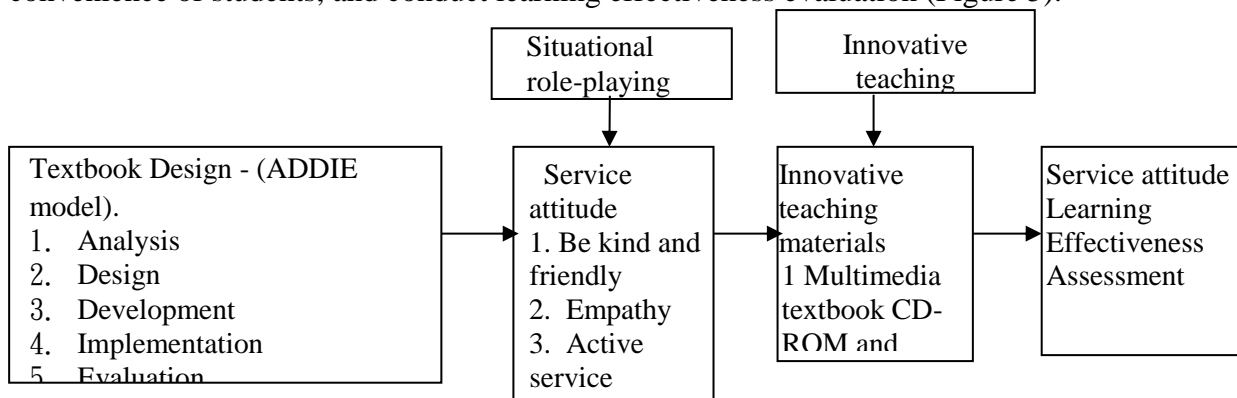 convenience of students, and conduct learning effectiveness evaluation (Figure
Situational
role-playing
Innovative
teaching
Textbook Design - (ADDIE
model).
1. Analysis
2. Design
3. Development
4. Implementation
5. Evaluation
Service
attitude
1. Be kind and
friendly
2. Empathy
3. Active
service
Innovative
teaching
materials
1 Multimedia
textbook CD-
ROM and
Service attitude
Learning
Effectiveness
Assessment